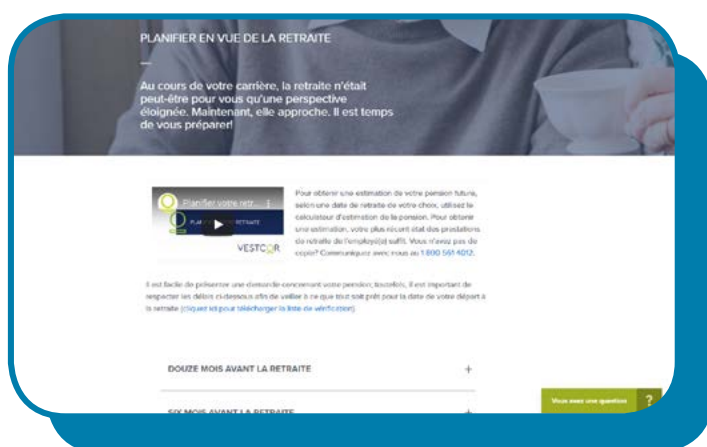 PLANIFIER EN VUE DE LA RETRAITE
Au cours de votre carrière, la retraite n'était
peut-être pour vous qu'une perspective
éloignée. Maintenant, elle approche. Il est temps
de vous préparer!
Planifier votre retr...
RETRAITE
VESTCOR
Pour obtenir une estimation de votre pension future,
selon une date de retraite de votre choix, utilisez le
calculateur d'estimation de la pension. Pour obtenir
une estimation, votre plus récent état des prestations
de retraite de l'employé(e) suffit. Vous n'avez pas de
copie? Communiquez avec nous au 1 800 561 4012.
Il est facile de présenter une demande concernant votre pension; toutefois, il est important de
respecter les délais ci-dessous afin de veiller à ce que tout soit prêt pour la date de votre départ à
la retraite (cliquez ici pour télécharger la liste de vérification).
DOUZE MOIS AVANT LA RETRAITE +
SIX MOIS AVANT LA RETRAITE +
Vous avez une question ?